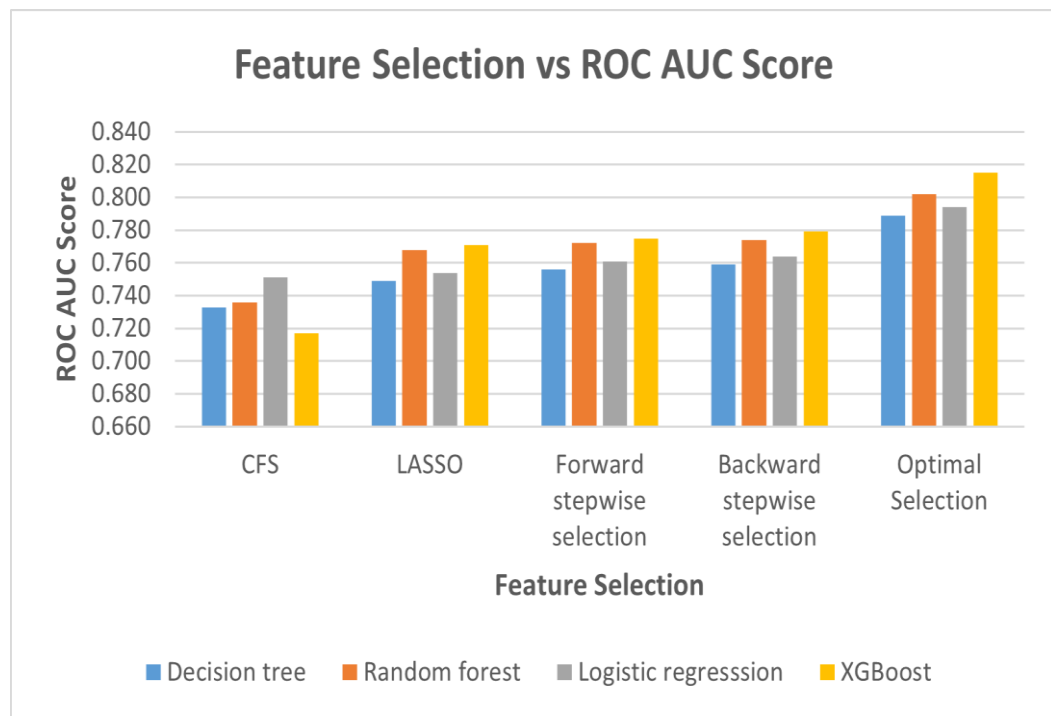 Feature Selection vs ROC AUC Score
ROC AUC Score
0.840
0.820
0.800
0.780
0.760
0.740
0.720
0.700
0.680
0.660
CFS
LASSO
Forward
stepwise
selection
Backward
stepwise
selection
Optimal
Selection
Feature Selection
Decision tree
Random forest
Logistic regresssion
XGBoost